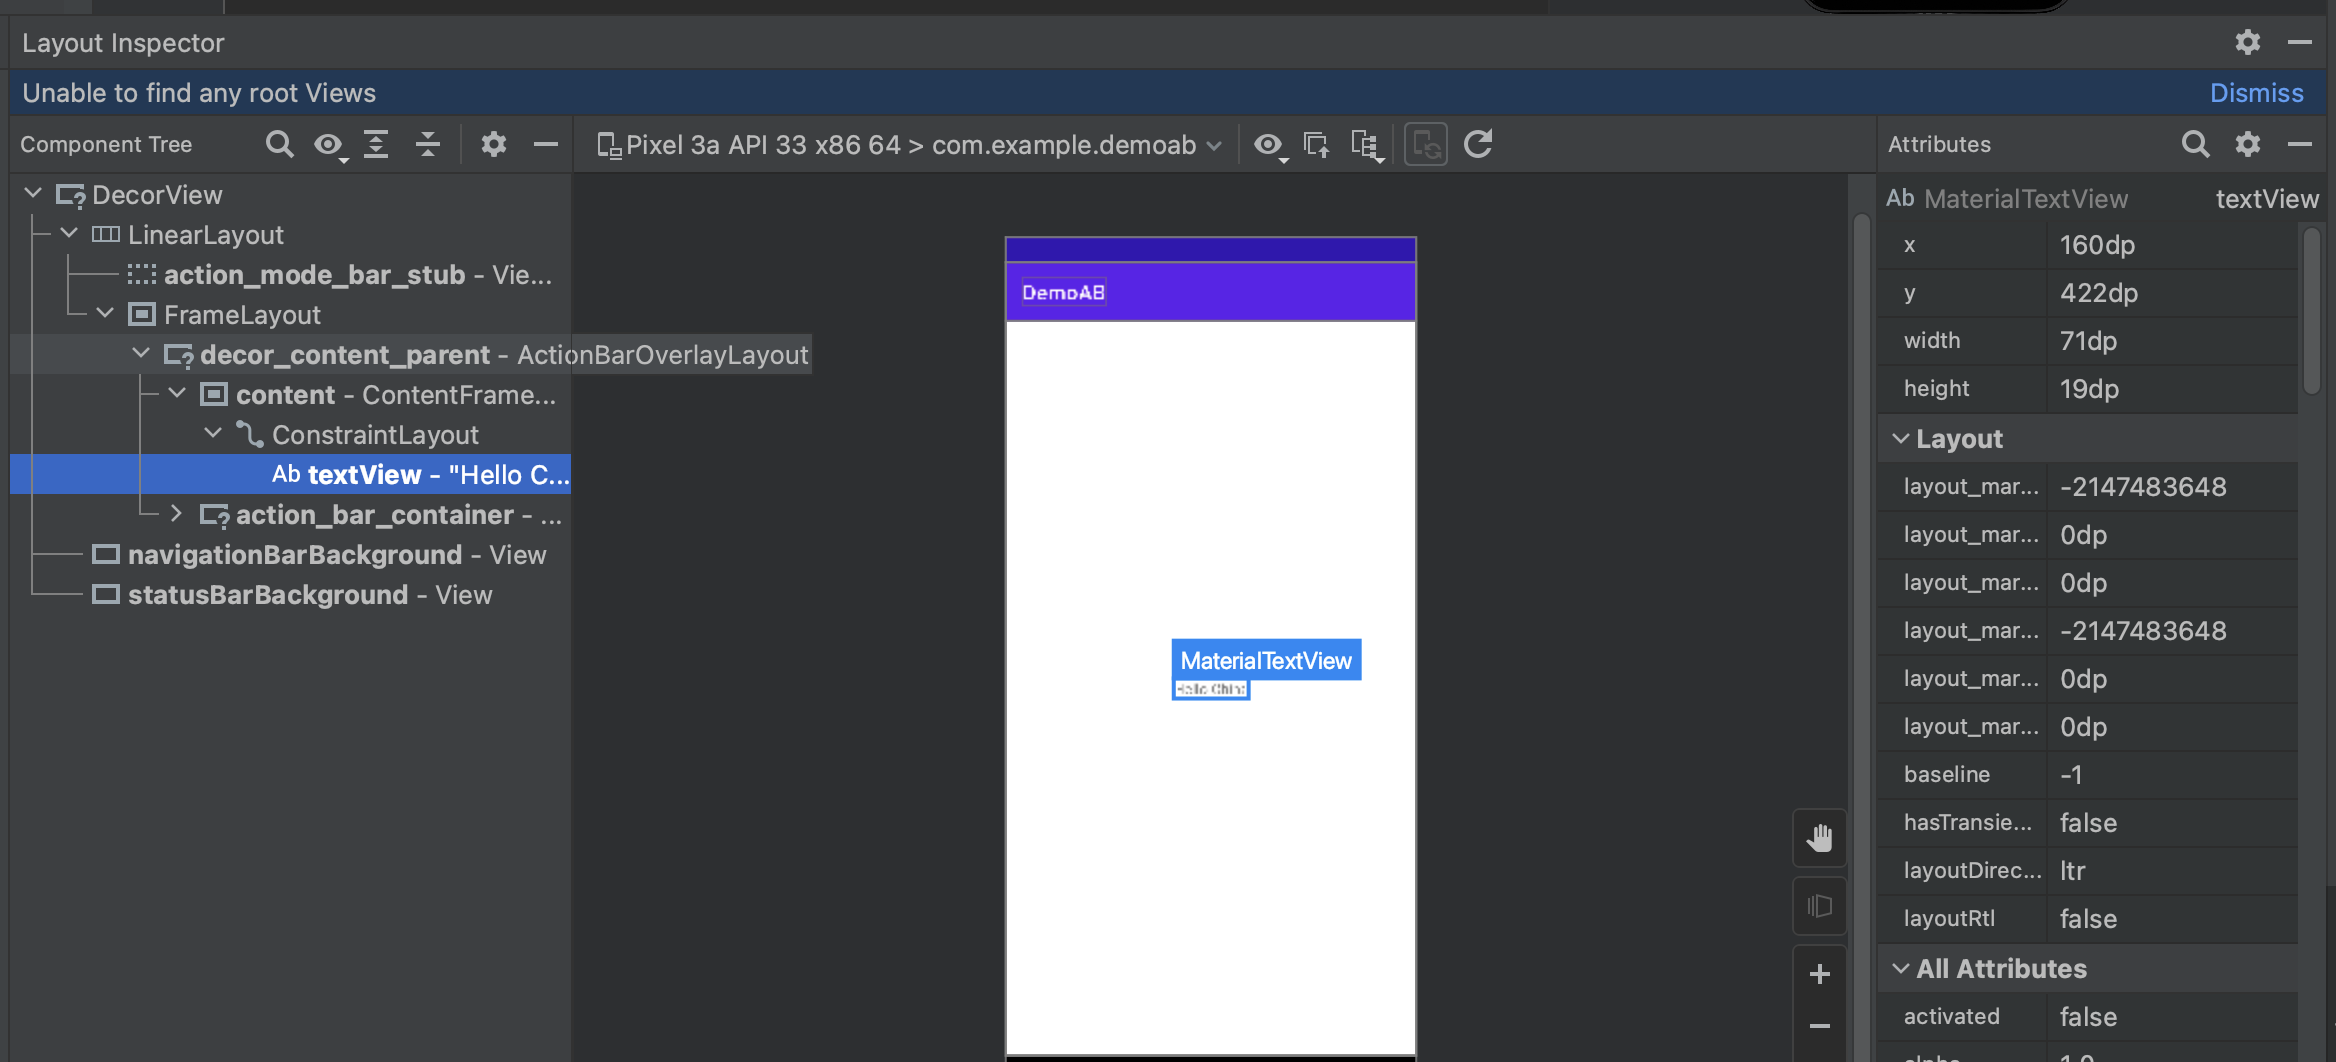 Layout Inspector
Unable to find any root Views
Dismiss
Component Tree
Pixel 3a API 33 x86 64 > com.example.demoab
Attributes
DecorView
LinearLayout
action_mode_bar_stub - Vie...
FrameLayout
decor_content_parent - ActionBarOverlayLayout
content - ContentFrame...
ConstraintLayout
Ab textView - "Hello C...
action_bar_container - ...
navigationBarBackground - View
statusBarBackground - View
DemoAB
MaterialTextView
Hello China
Ab MaterialTextView textView
x 160dp
y 422dp
width 71dp
height 19dp
Layout
layout_mar... -2147483648
layout_mar... 0dp
layout_mar... 0dp
layout_mar... -2147483648
layout_mar... 0dp
layout_mar... 0dp
baseline -1
hasTransie... false
layoutDirec... ltr
layoutRtl false
All Attributes
activated false